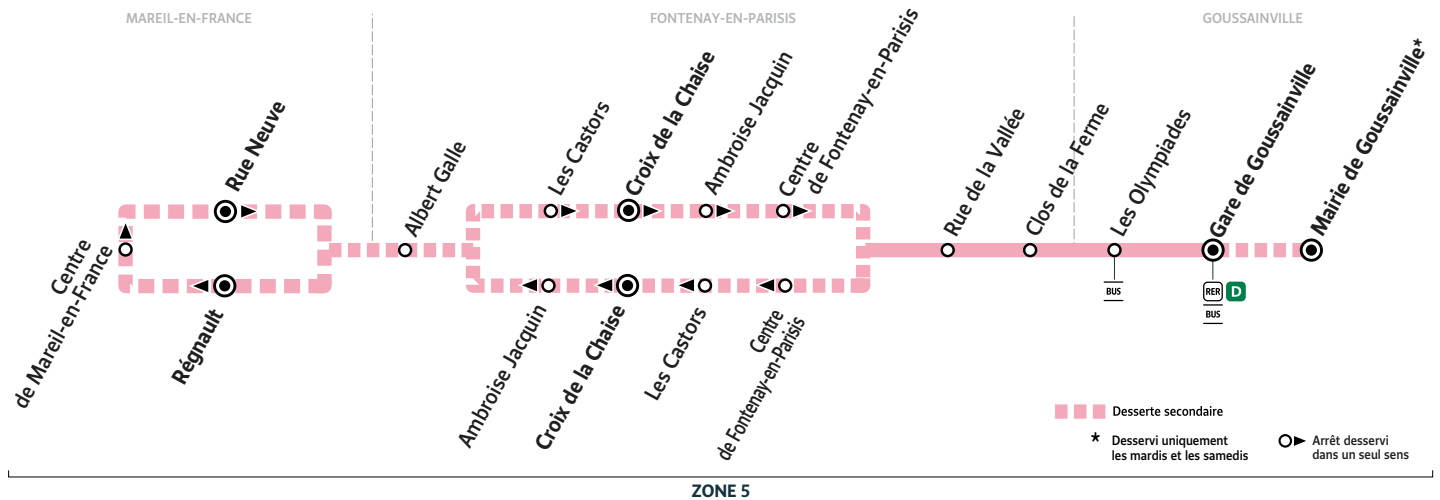 MAREIL-EN-FRANCE
FONTENAY-EN-PARISIS
GOUSSAINVILLE
Centre
de Mareil-en-France
Rue Neuve
Régnault
Albert Galle
Les Castors
Croix de la Chaise
Ambroise Jacquin
Centre
de Fontenay-en-Parisis
Ambroise Jacquin
Croix de la Chaise
Les Castors
Centre
de Fontenay-en-Parisis
Rue de la Vallée
Clos de la Ferme
Les Olympiades
Gare de Goussainville
Mairie de Goussainville*
BUS
RER D
BUS
Desserte secondaire
* Desservi uniquement
les mardis et les samedis
Arrêt desservi
dans un seul sens
ZONE 5